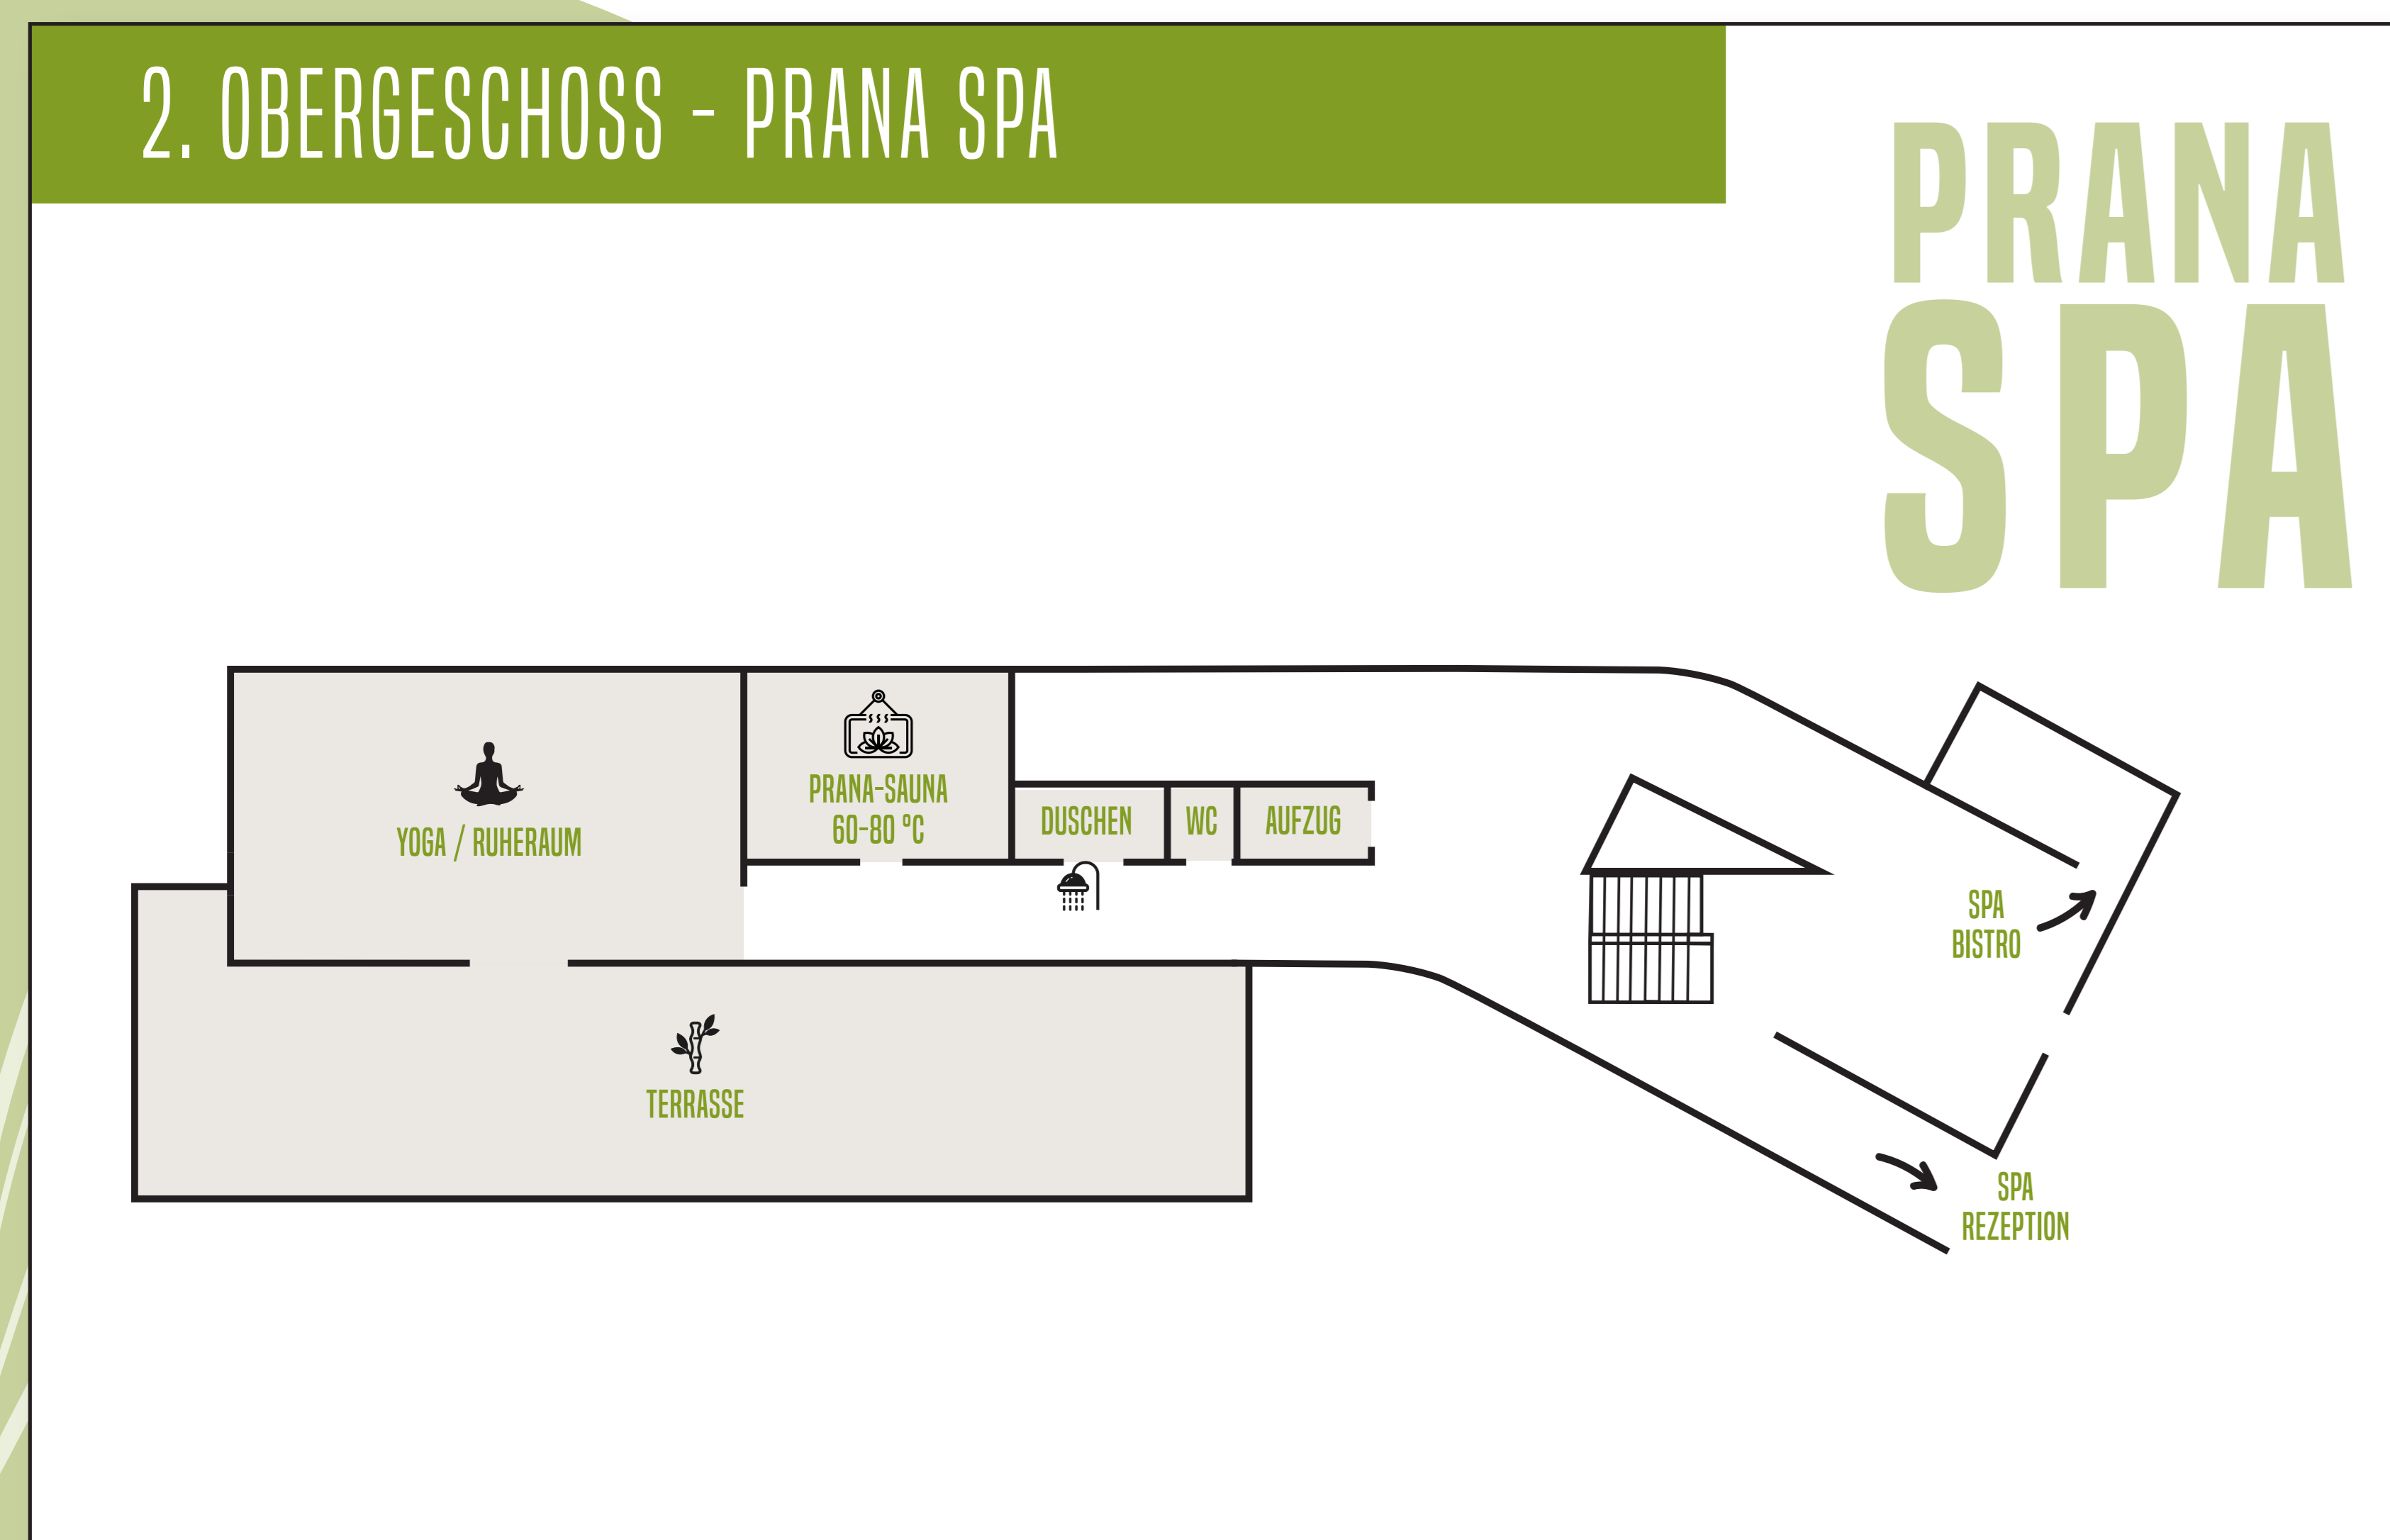 2. OBERGESCHOSS – PRANA SPA
PRANA
SPA
YOGA / RUHERAUM
PRANA-SAUNA
60-80 °C
DUSCHEN
WC
AUFZUG
SPA
BISTRO
TERRASSE
SPA
REZEPTION